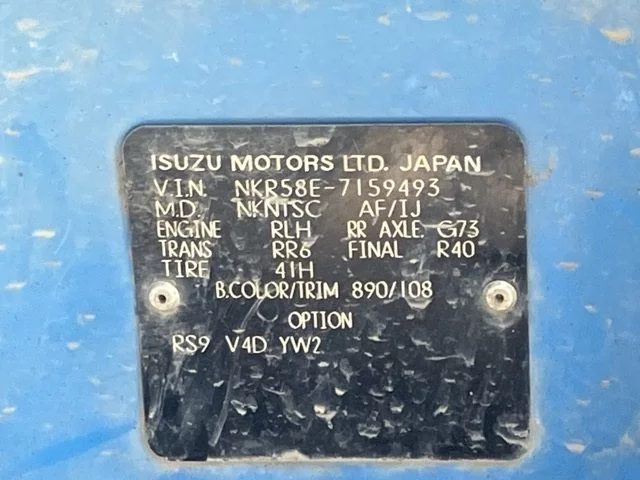 ISUZU MOTORS LTD. JAPAN
V.I.N. NKR58E-7159493
M.D. NKNTSC AF/IJ
ENGINE RLH RR AXLE G73
TRANS RR6 FINAL R40
TIRE 41H
B.COLOR/TRIM 890/108
OPTION
RS9 V4D YW2